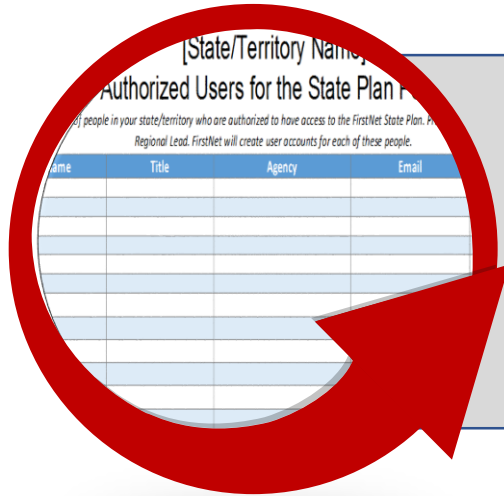 [State/Territory Name]
Authorized Users for the State Plan
of people in your state/territory who are authorized to have access to the FirstNet State Plan.
Regional Lead. FirstNet will create user accounts for each of these people.
Title Agency Email